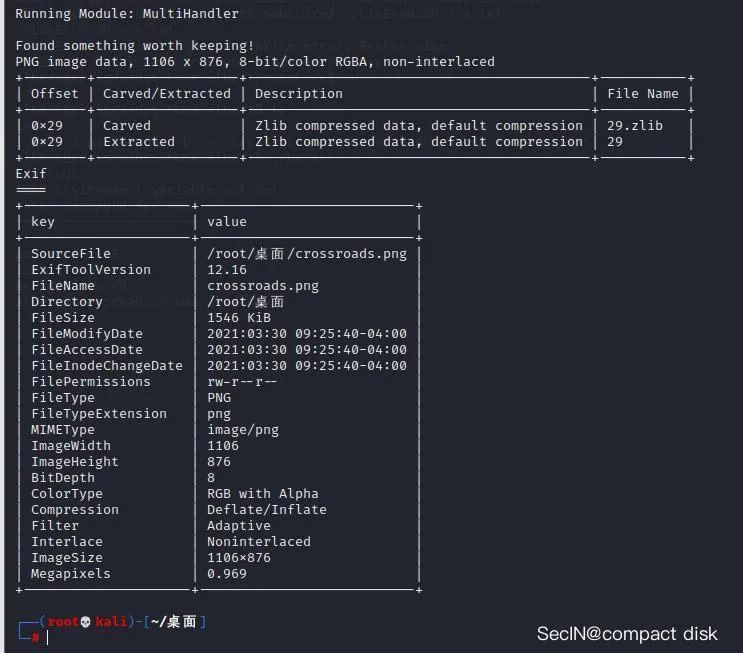 Running Module: MultiHandler
Found something worth keeping!
PNG image data, 1106 x 876, 8-bit/color RGBA, non-interlaced
| Offset | Carved/Extracted | Description | File Name |
| 0×29 | Carved | Zlib compressed data, default compression | 29.zlib |
| 0×29 | Extracted | Zlib compressed data, default compression | 29 |
Exif
====
| key | value |
| SourceFile | /root/桌面/crossroads.png |
| ExifToolVersion | 12.16 |
| FileName | crossroads.png |
| Directory | /root/桌面 |
| FileSize | 1546 KiB |
| FileModifyDate | 2021:03:30 09:25:40-04:00 |
| FileAccessDate | 2021:03:30 09:25:40-04:00 |
| FileInodeChangeDate | 2021:03:30 09:25:40-04:00 |
| FilePermissions | rw-r--r-- |
| FileType | PNG |
| FileTypeExtension | png |
| MIMEType | image/png |
| ImageWidth | 1106 |
| ImageHeight | 876 |
| BitDepth | 8 |
| ColorType | RGB with Alpha |
| Compression | Deflate/Inflate |
| Filter | Adaptive |
| Interlace | Noninterlaced |
| ImageSize | 1106×876 |
| Megapixels | 0.969 |
┌──(root💀kali)-[~/桌面]
└─#
SecIN@compact disk